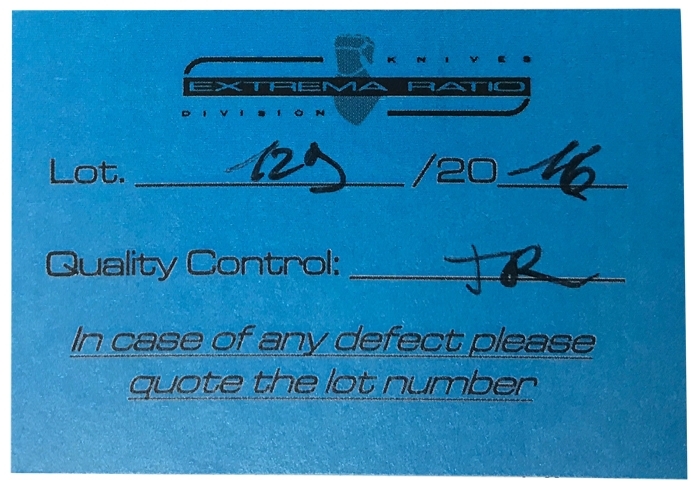 KNIVES
EXTREMA RATIO
DIVISION
Lot. 129 /20 16
Quality Control: JR
In case of any defect please
quote the lot number